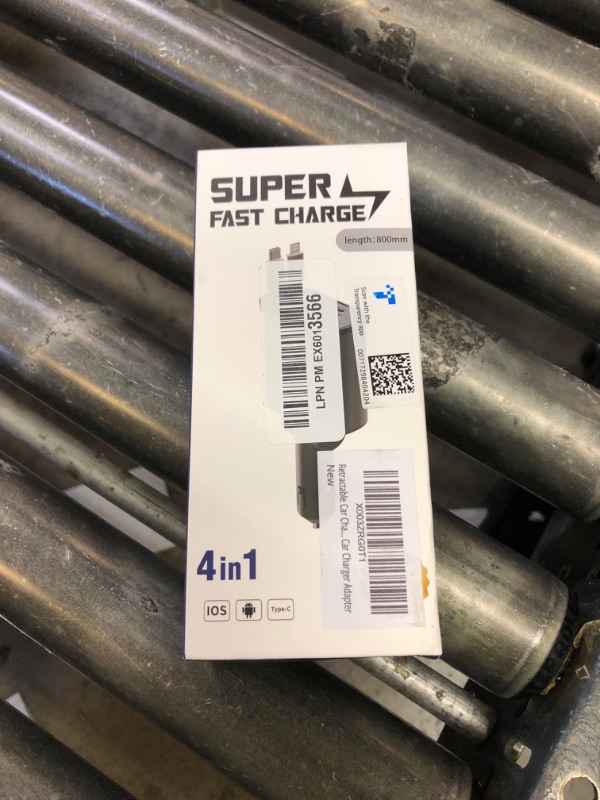 SUPER
FAST CHARGE
length:800mm
LPN PM EX6013566
Scan with the
Transparency app
00717298404204
X003ZRG0T1
Retractable Car Cha... Car Charger Adapter
New
4in1
IOS
Type-C